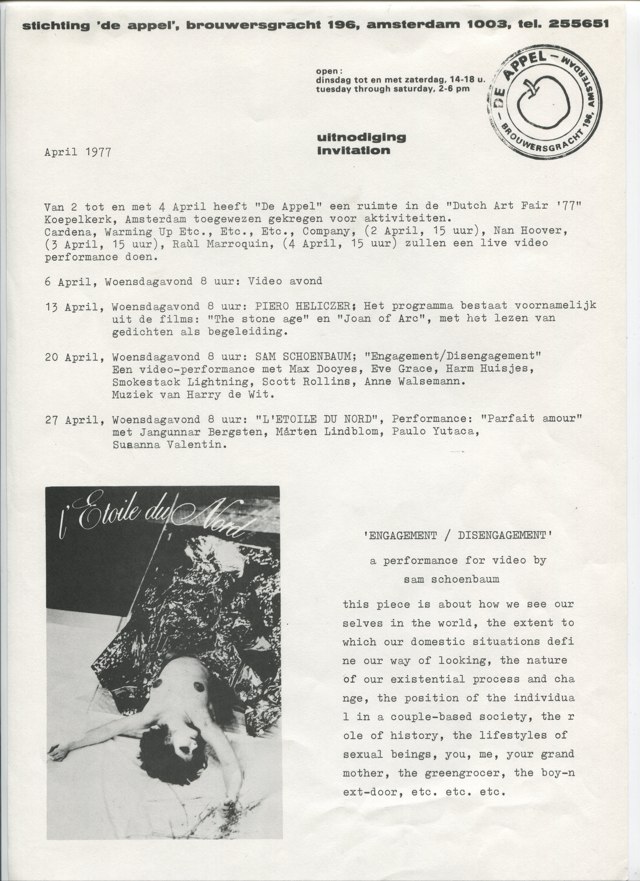 stichting 'de appel', brouwersgracht 196, amsterdam 1003, tel. 255651
open:
dinsdag tot en met zaterdag, 14-18 u.
tuesday through saturday, 2-6 pm
DE APPEL — AMSTERDAM
BROUWERSGRACHT 196,
uitnodiging
invitation
April 1977
Van 2 tot en met 4 April heeft "De Appel" een ruimte in de "Dutch Art Fair '77"
Koepelkerk, Amsterdam toegewezen gekregen voor aktiviteiten.
Cardena, Warming Up Etc., Etc., Etc., Company, (2 April, 15 uur), Nan Hoover,
(3 April, 15 uur), Raùl Marroquin, (4 April, 15 uur) zullen een live video
performance doen.
6 April, Woensdagavond 8 uur: Video avond
13 April, Woensdagavond 8 uur: PIERO HELICZER; Het programma bestaat voornamelijk
uit de films: "The stone age" en "Joan of Arc", met het lezen van
gedichten als begeleiding.
20 April, Woensdagavond 8 uur: SAM SCHOENBAUM; "Engagement/Disengagement"
Een video-performance met Max Dooyes, Eve Grace, Harm Huisjes,
Smokestack Lightning, Scott Rollins, Anne Walsemann.
Muziek van Harry de Wit.
27 April, Woensdagavond 8 uur: "L'ETOILE DU NORD", Performance: "Parfait amour"
met Jangunnar Bergsten, Mårten Lindblom, Paulo Yutaca,
Susanna Valentin.
l'Etoile du Nord
'ENGAGEMENT / DISENGAGEMENT'
a performance for video by
sam schoenbaum
this piece is about how we see our
selves in the world, the extent to
which our domestic situations defi
ne our way of looking, the nature
of our existential process and cha
nge, the position of the individua
l in a couple-based society, the r
ole of history, the lifestyles of
sexual beings, you, me, your grand
mother, the greengrocer, the boy-n
ext-door, etc. etc. etc.